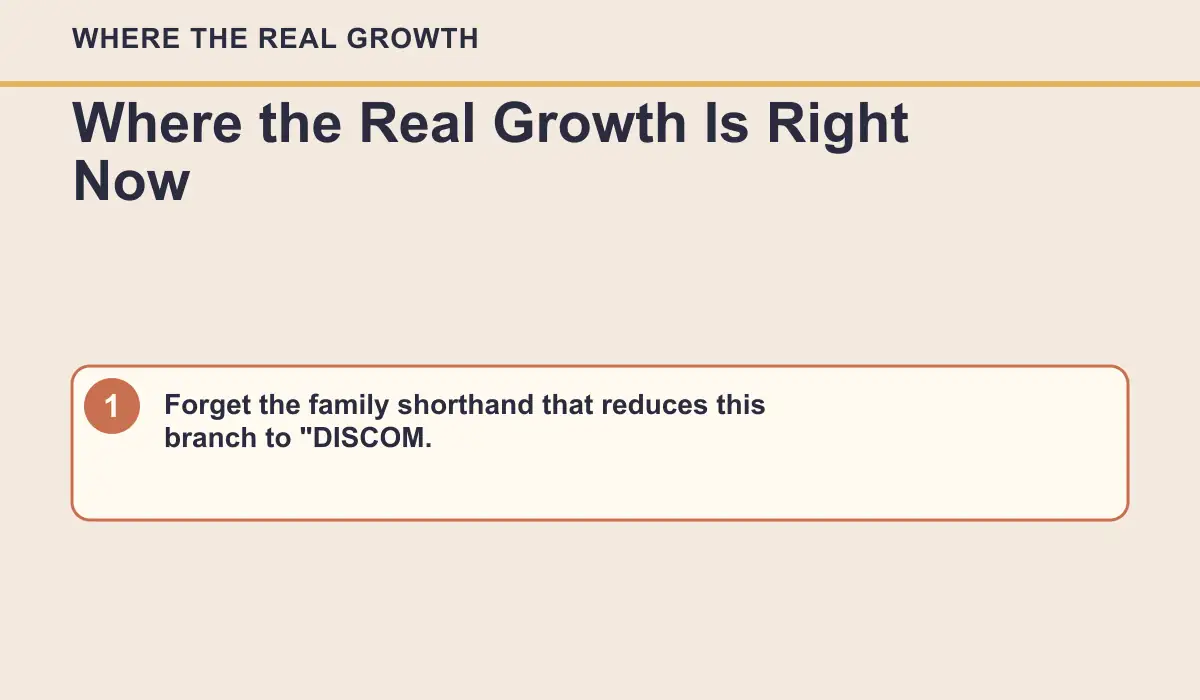 WHERE THE REAL GROWTH
Where the Real Growth Is Right
Now
1
Forget the family shorthand that reduces this
branch to "DISCOM.